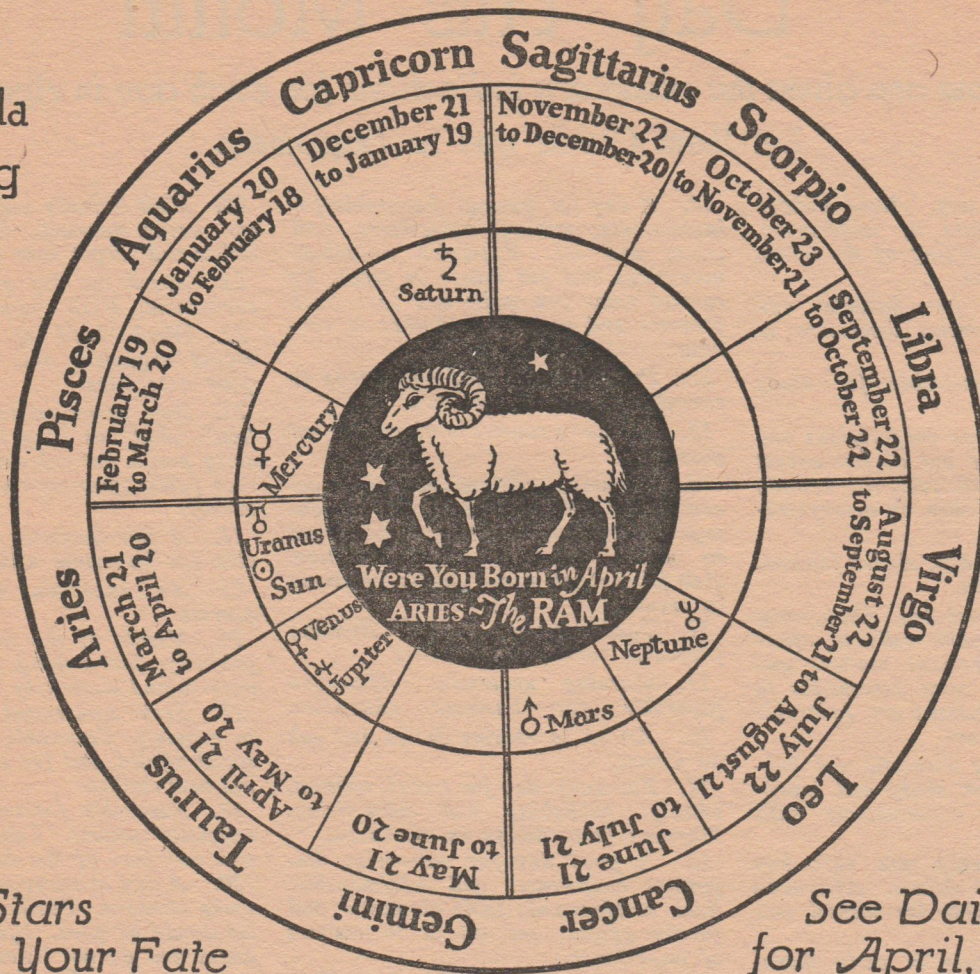 Capricorn
December 21
to January 19
Sagittarius
November 22
to December 20
Scorpio
October 23
to November 21
Libra
September 22
to October 22
Virgo
August 22
to September 21
Leo
July 22
to August 21
Cancer
June 21
to July 21
Gemini
May 21
to June 20
Taurus
April 21
to May 20
Aries
March 21
to April 20
Pisces
February 19
to March 20
Aquarius
January 20
to February 18
Saturn
Mercury
Uranus
Sun
Venus
Jupiter
Mars
Neptune
Were You Born in April
ARIES ~ The RAM
Stars
Your Fate
See Dai
for April